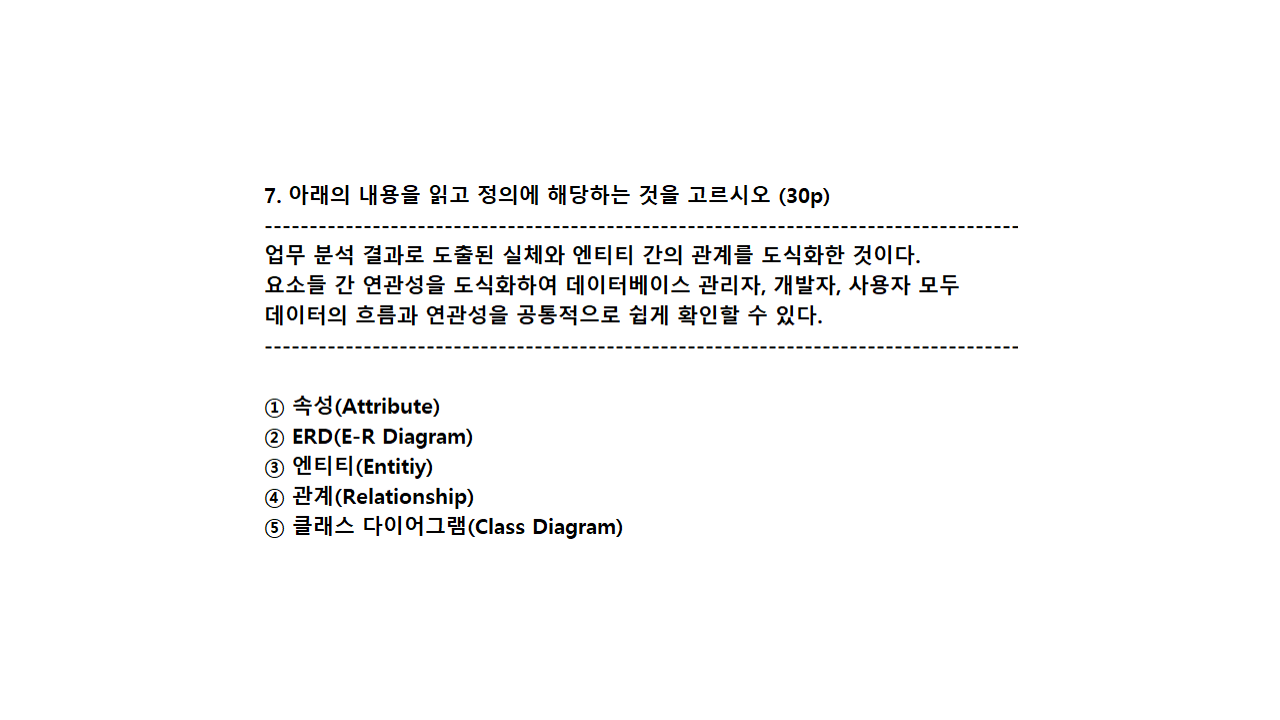 7. 아래의 내용을 읽고 정의에 해당하는 것을 고르시오 (30p)
------------------------------------------------------------------------------------
업무 분석 결과로 도출된 실체와 엔티티 간의 관계를 도식화한 것이다.
요소들 간 연관성을 도식화하여 데이터베이스 관리자, 개발자, 사용자 모두
데이터의 흐름과 연관성을 공통적으로 쉽게 확인할 수 있다.
------------------------------------------------------------------------------------
① 속성(Attribute)
② ERD(E-R Diagram)
③ 엔티티(Entitiy)
④ 관계(Relationship)
⑤ 클래스 다이어그램(Class Diagram)